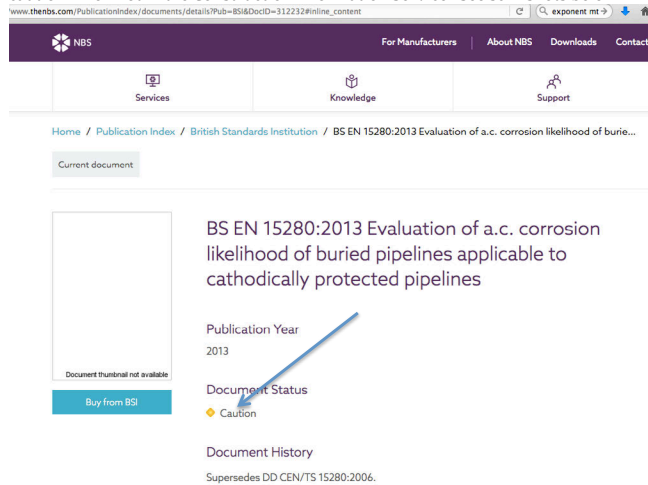 www.thenbs.com/PublicationIndex/documents/details?Pub=BSI&DocID=312232#inline_content
exponent mt
NBS
For Manufacturers
About NBS
Downloads
Contact
Services
Knowledge
Support
Home / Publication Index / British Standards Institution / BS EN 15280:2013 Evaluation of a.c. corrosion likelihood of burie...
Current document
BS EN 15280:2013 Evaluation of a.c. corrosion
likelihood of buried pipelines applicable to
cathodically protected pipelines
Publication Year
2013
Document thumbnail not available
Buy from BSI
Document Status
Caution
Document History
Supersedes DD CEN/TS 15280:2006.